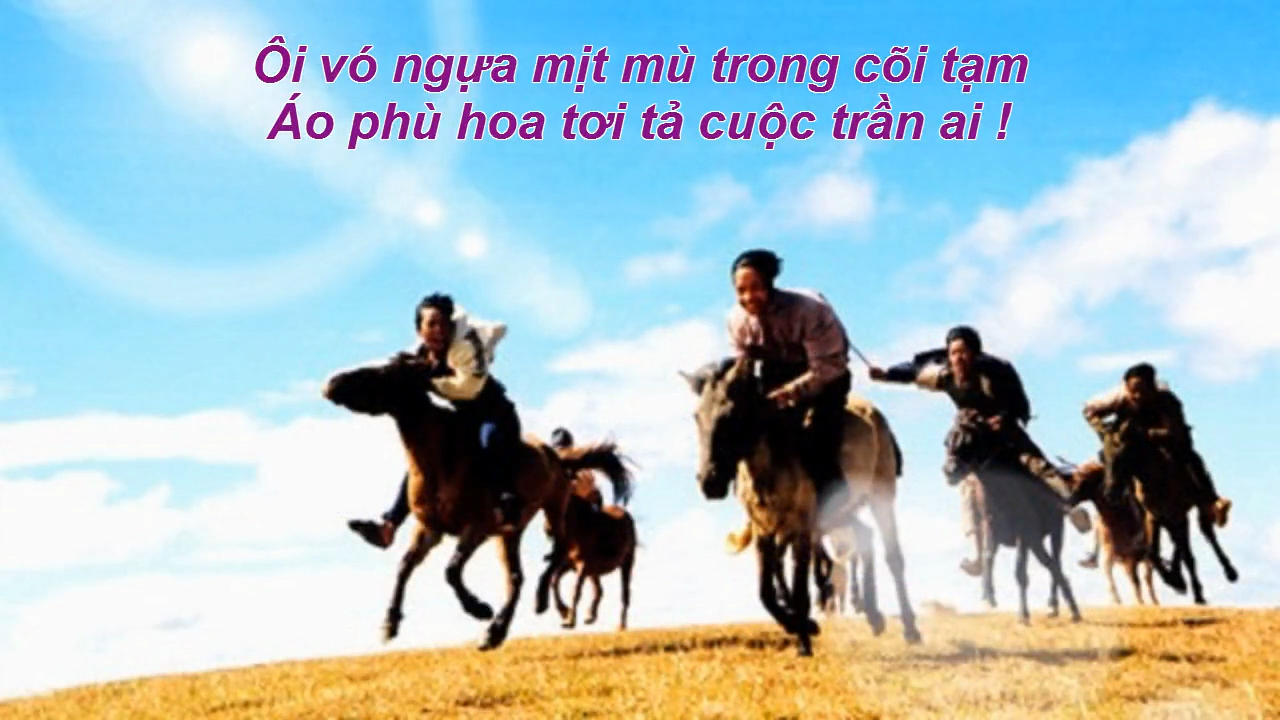 Ôi vó ngựa mịt mù trong cõi tạm
Áo phù hoa tơi tả cuộc trần ai !